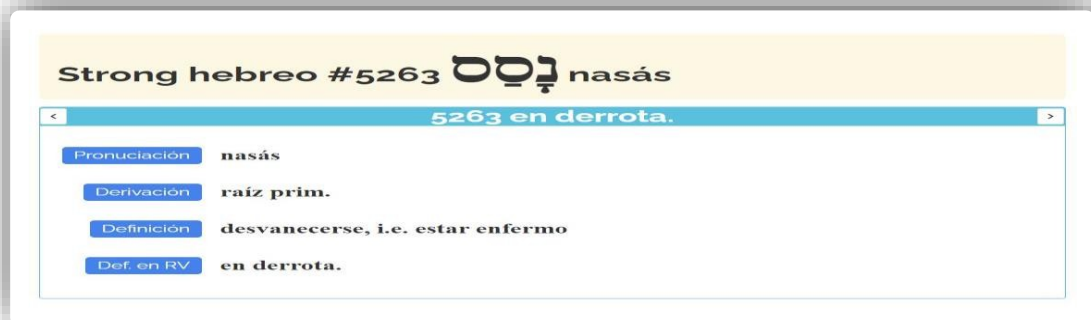 Strong hebreo #5263 נָסַס nasás
< 5263 en derrota. >
Pronuciación nasás
Derivación raíz prim.
Definición desvanecerse, i.e. estar enfermo
Def. en RV en derrota.